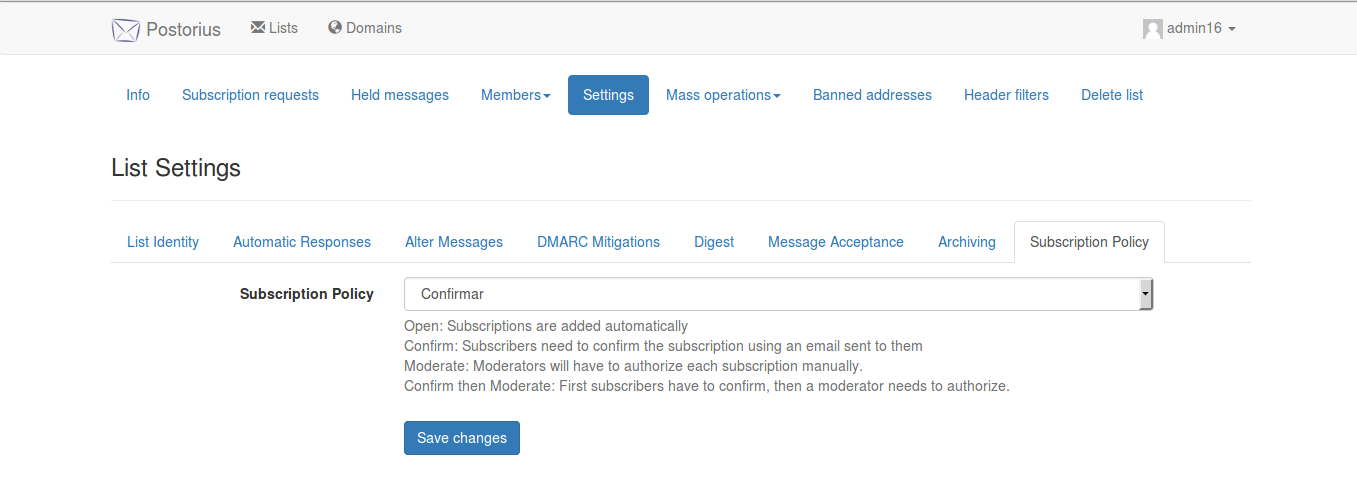 Postorius Lists Domains admin16
Info Subscription requests Held messages Members Settings Mass operations Banned addresses Header filters Delete list
List Settings
List Identity Automatic Responses Alter Messages DMARC Mitigations Digest Message Acceptance Archiving Subscription Policy
Subscription Policy Confirmar
Open: Subscriptions are added automatically
Confirm: Subscribers need to confirm the subscription using an email sent to them
Moderate: Moderators will have to authorize each subscription manually.
Confirm then Moderate: First subscribers have to confirm, then a moderator needs to authorize.
Save changes